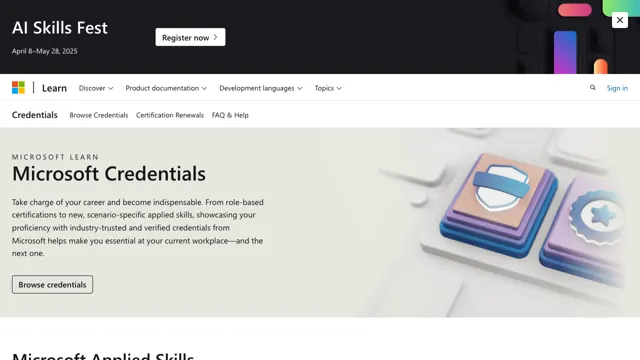 AI Skills Fest
April 8–May 28, 2025
Register now
Learn
Discover
Product documentation
Development languages
Topics
Sign in
Credentials
Browse Credentials
Certification Renewals
FAQ & Help
MICROSOFT LEARN
Microsoft Credentials
Take charge of your career and become indispensable. From role-based
certifications to new, scenario-specific applied skills, showcasing your
proficiency with industry-trusted and verified credentials from
Microsoft helps make you essential at your current workplace—and the
next one.
Browse credentials
Microsoft Applied Skills